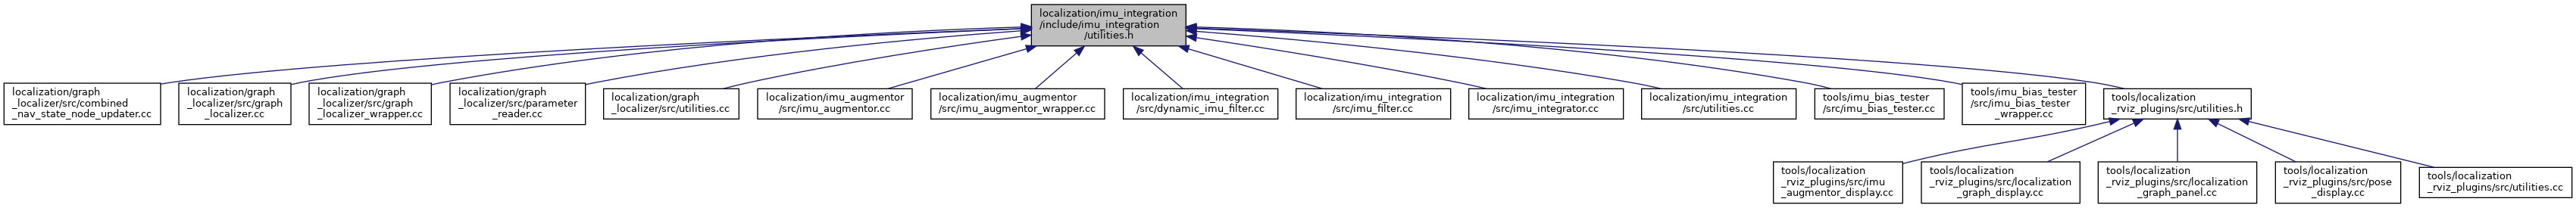 localization/imu_integration
/include/imu_integration
/utilities.h
localization/graph
_localizer/src/combined
_nav_state_node_updater.cc
localization/graph
_localizer/src/graph
_localizer.cc
localization/graph
_localizer/src/graph
_localizer_wrapper.cc
localization/graph
_localizer/src/parameter
_reader.cc
localization/graph
_localizer/src/utilities.cc
localization/imu_augmentor
/src/imu_augmentor.cc
localization/imu_augmentor
/src/imu_augmentor_wrapper.cc
localization/imu_integration
/src/dynamic_imu_filter.cc
localization/imu_integration
/src/imu_filter.cc
localization/imu_integration
/src/imu_integrator.cc
localization/imu_integration
/src/utilities.cc
tools/imu_bias_tester
/src/imu_bias_tester.cc
tools/imu_bias_tester
/src/imu_bias_tester
_wrapper.cc
tools/localization
_rviz_plugins/src/utilities.h
tools/localization
_rviz_plugins/src/imu
_augmentor_display.cc
tools/localization
_rviz_plugins/src/localization
_graph_display.cc
tools/localization
_rviz_plugins/src/localization
_graph_panel.cc
tools/localization
_rviz_plugins/src/pose
_display.cc
tools/localization
_rviz_plugins/src/utilities.cc